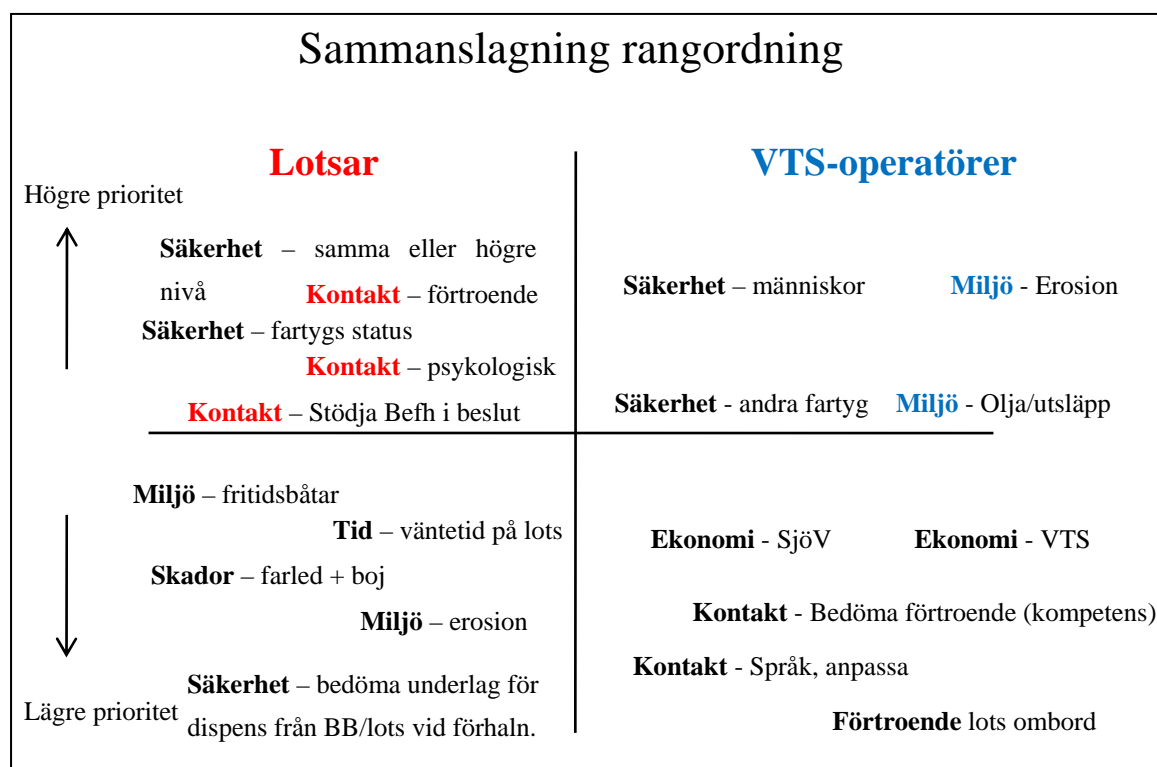 Sammanslagning rangordning
Lotsar
Högre prioritet
Säkerhet – samma eller högre
nivå
Kontakt – förtroende
Säkerhet – fartygs status
Kontakt – psykologisk
Kontakt – Stödja Befh i beslut
Miljö – fritidsbåtar
Tid – väntetid på lots
Skador – farled + boj
Miljö – erosion
Säkerhet – bedöma underlag för
Lägre prioritet
dispens från BB/lots vid förhaln.
VTS-operatörer
Säkerhet – människor
Miljö - Erosion
Säkerhet - andra fartyg
Miljö - Olja/utsläpp
Ekonomi - SjöV
Ekonomi - VTS
Kontakt - Bedöma förtroende (kompetens)
Kontakt - Språk, anpassa
Förtroende lots ombord